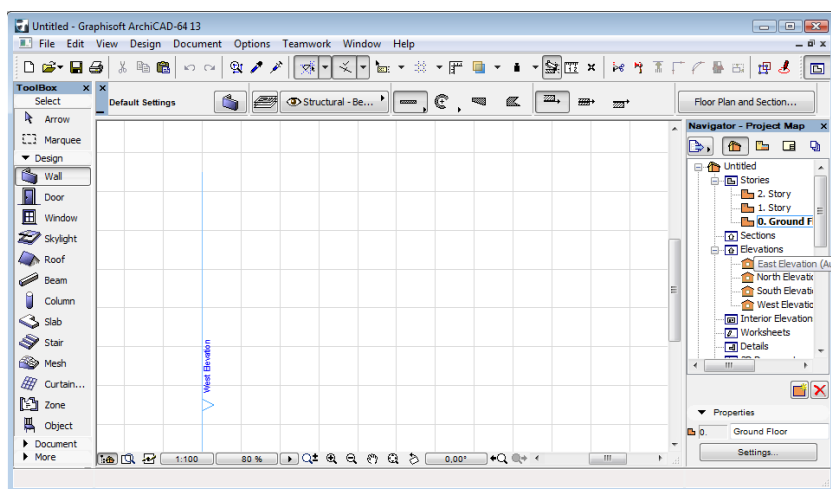 Untitled - Graphisoft ArchiCAD-64 13
File Edit View Design Document Options Teamwork Window Help
ToolBox
Select
Arrow
Marquee
Design
Wall
Door
Window
Skylight
Roof
Beam
Column
Slab
Stair
Mesh
Curtain...
Zone
Object
Document
More
Default Settings
Structural - Be...
Floor Plan and Section...
West Elevation
1:100
80 %
0,00°
Navigator - Project Map
Untitled
Stories
2. Story
1. Story
0. Ground F
Sections
Elevations
East Elevation (Au
North Elevatic
South Elevati
West Elevatic
Interior Elevation
Worksheets
Details
Properties
0. Ground Floor
Settings...